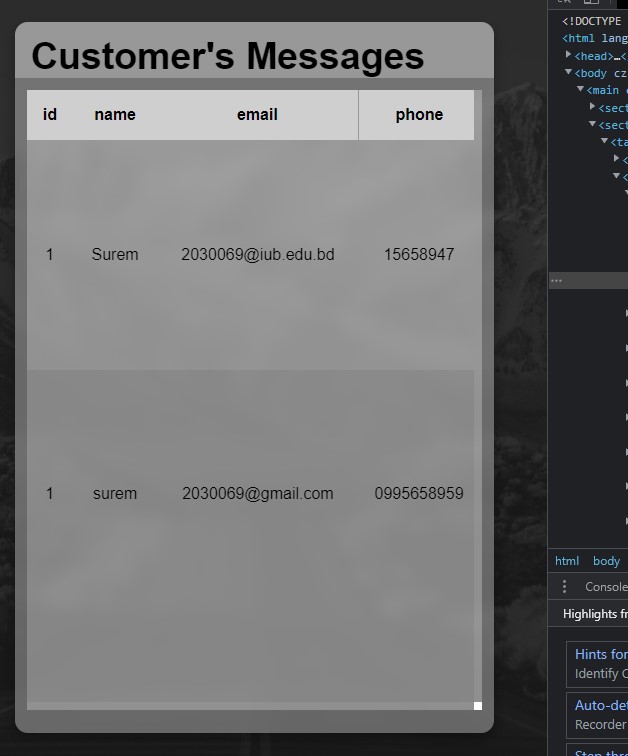 Customer's Messages
id name email phone
1 Surem 2030069@iub.edu.bd 15658947
1 surem 2030069@gmail.com 0995658959
<!DOCTYPE
<html lang
<head>…<
<body cz
<main
<sect
<sect
<ta
<
<
…
html body
Console
Highlights fr
Hints for
Identify C
Auto-det
Recorder